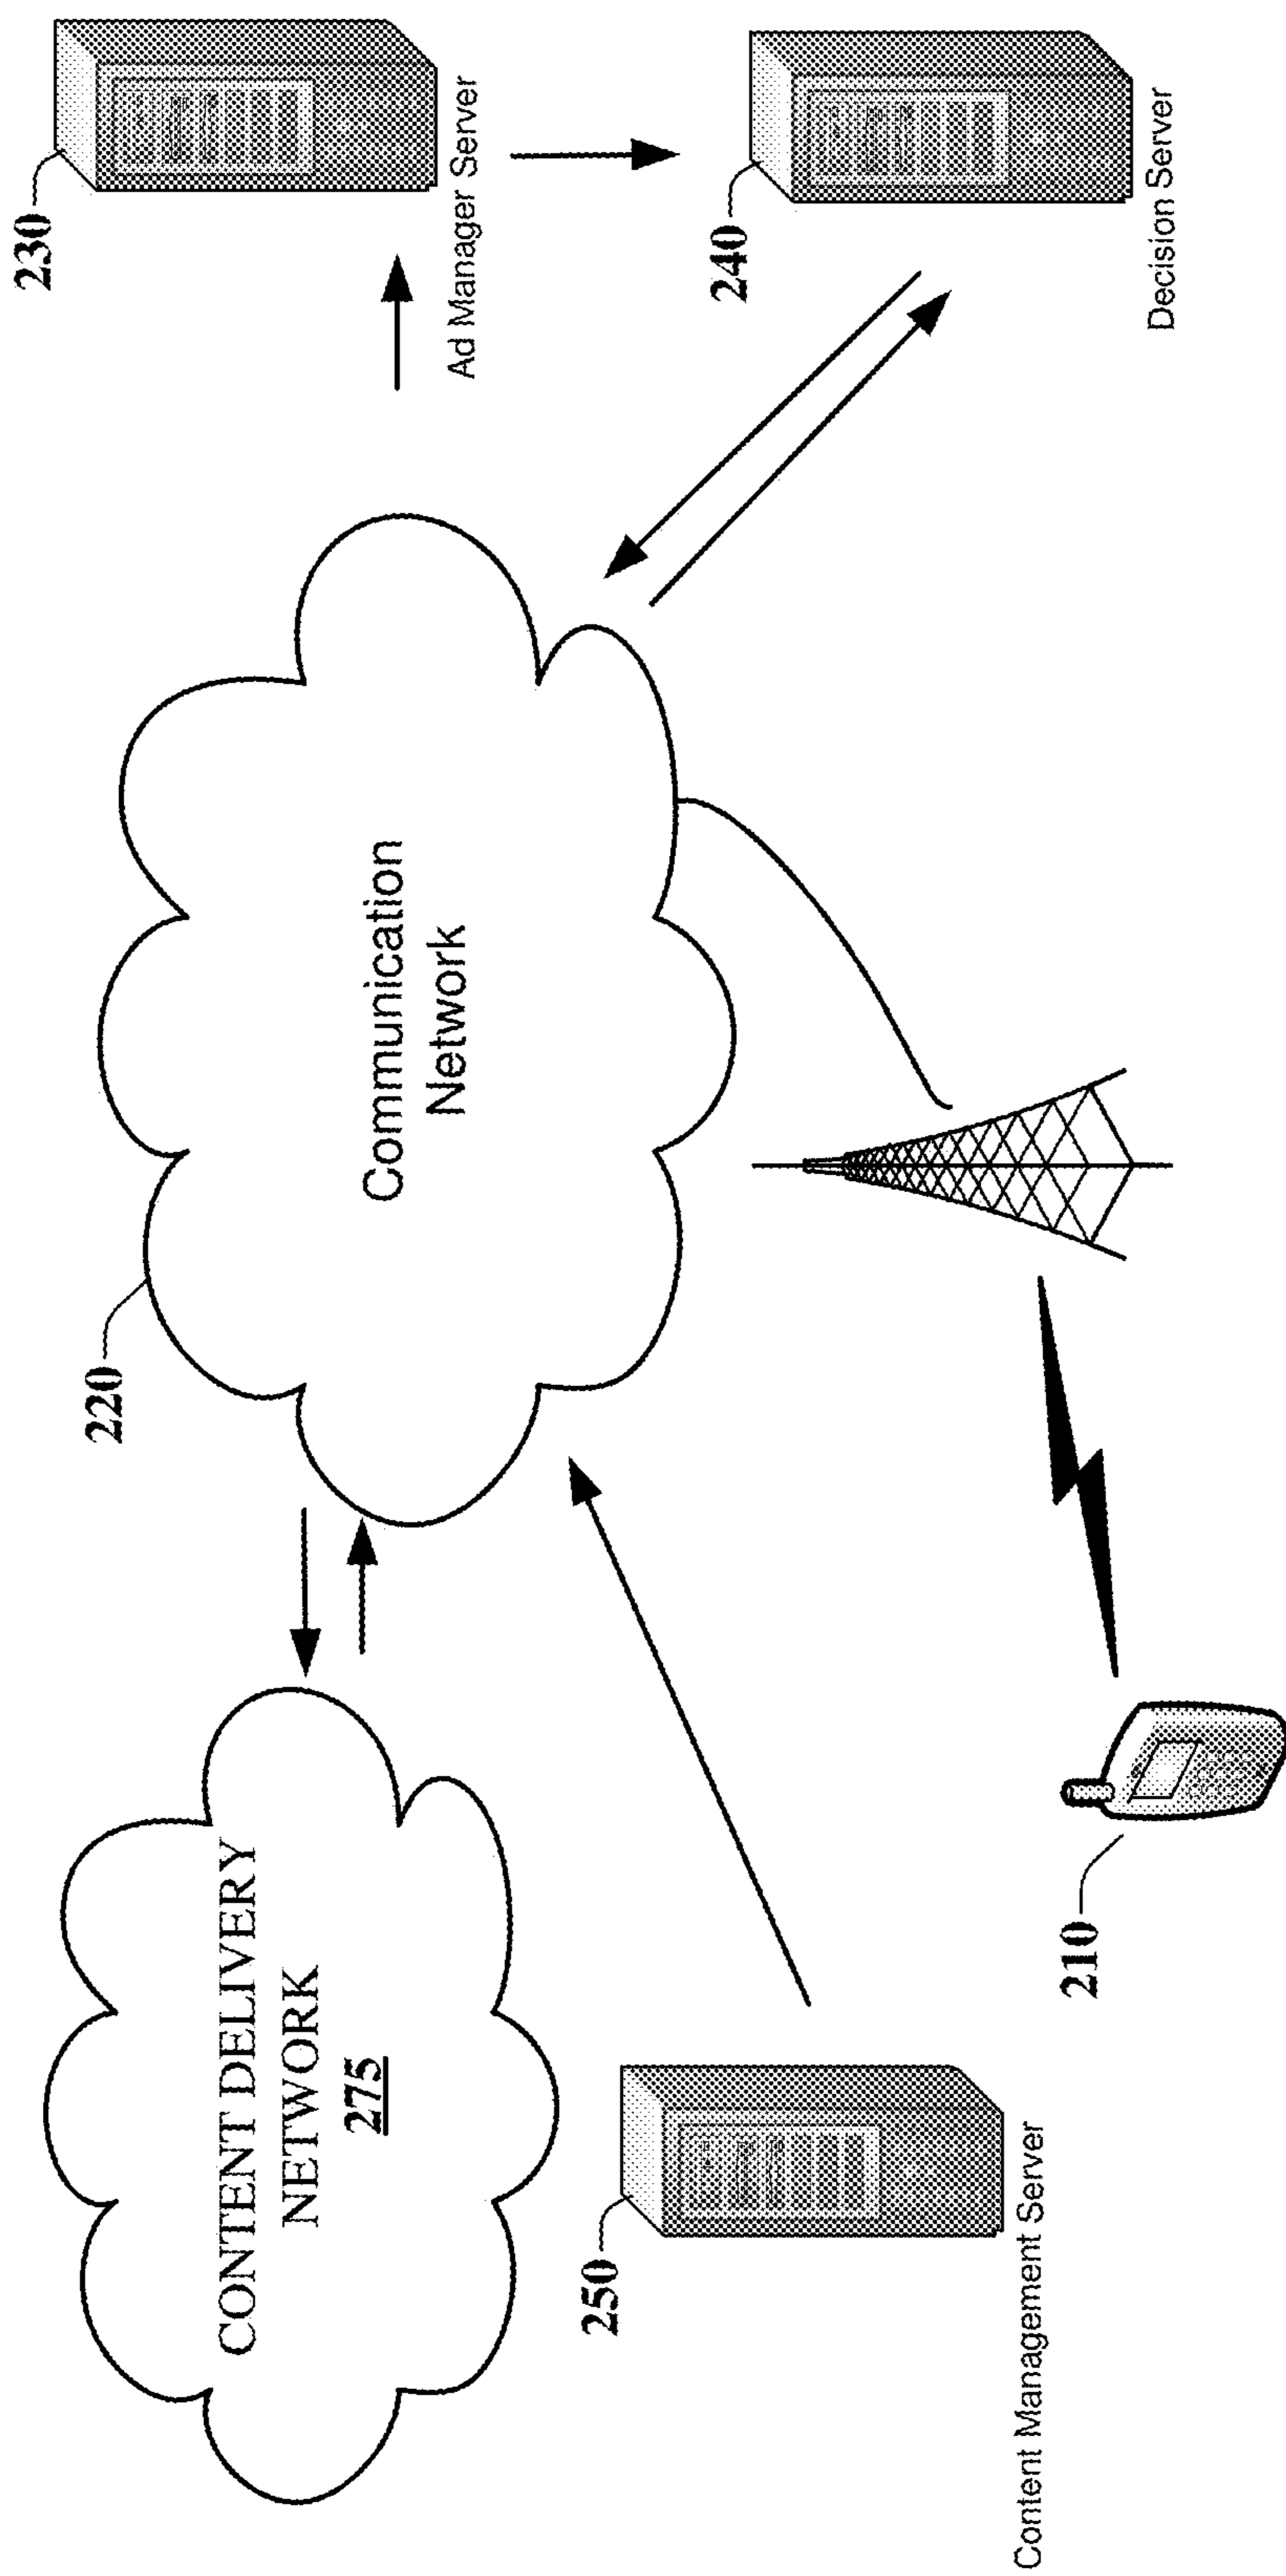 CONTENT DELIVERY
NETWORK
275
220
Communication
Network
230
Ad Manager Server
240
Decision Server
250
Content Management Server
210